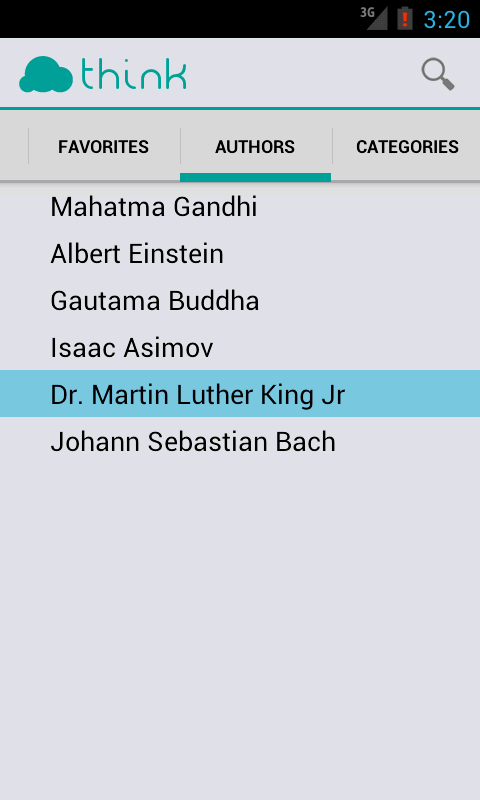 3G 3:20
think
FAVORITES AUTHORS CATEGORIES
Mahatma Gandhi
Albert Einstein
Gautama Buddha
Isaac Asimov
Dr. Martin Luther King Jr
Johann Sebastian Bach